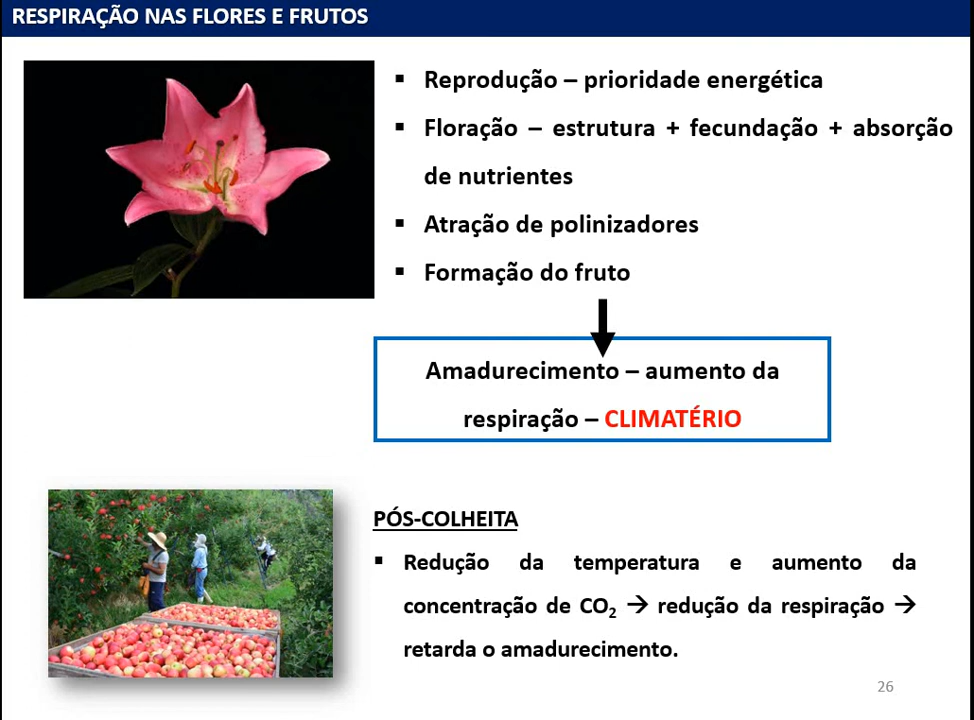 RESPIRAÇÃO NAS FLORES E FRUTOS
▪ Reprodução – prioridade energética
▪ Floração – estrutura + fecundação + absorção
de nutrientes
▪ Atração de polinizadores
▪ Formação do fruto
Amadurecimento – aumento da
respiração – CLIMATÉRIO
PÓS-COLHEITA
▪ Redução da temperatura e aumento da
concentração de CO₂ → redução da respiração →
retarda o amadurecimento.
26